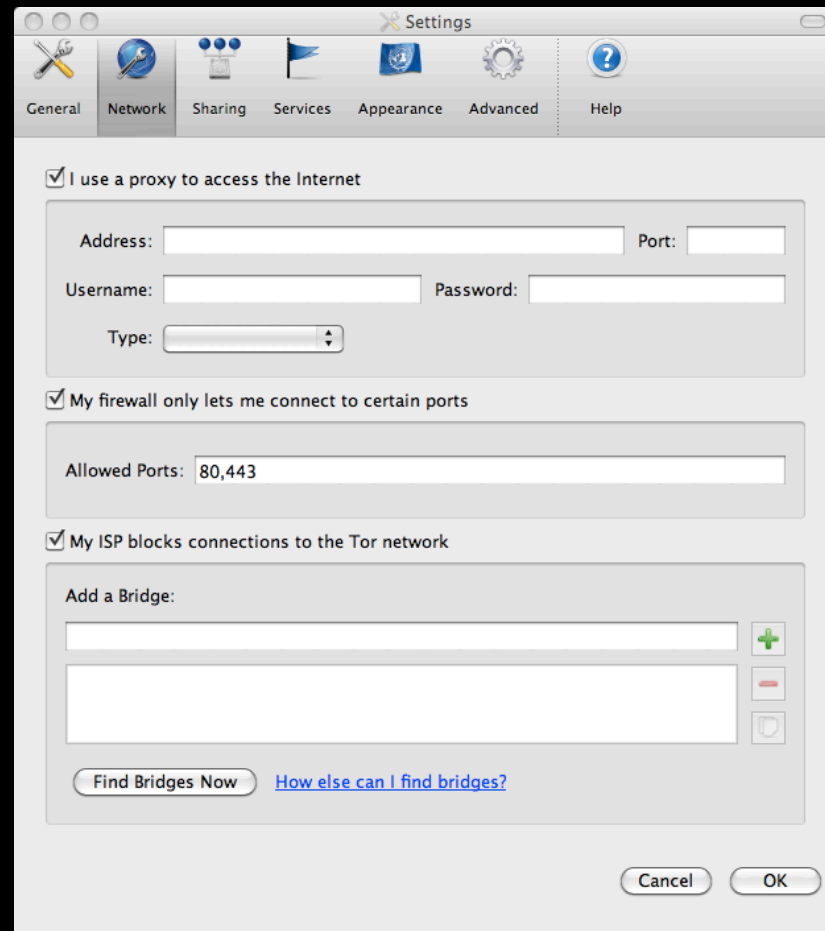 Settings
General Network Sharing Services Appearance Advanced Help
I use a proxy to access the Internet
Address: Port:
Username: Password:
Type:
My firewall only lets me connect to certain ports
Allowed Ports: 80,443
My ISP blocks connections to the Tor network
Add a Bridge:
Find Bridges Now How else can I find bridges?
Cancel OK